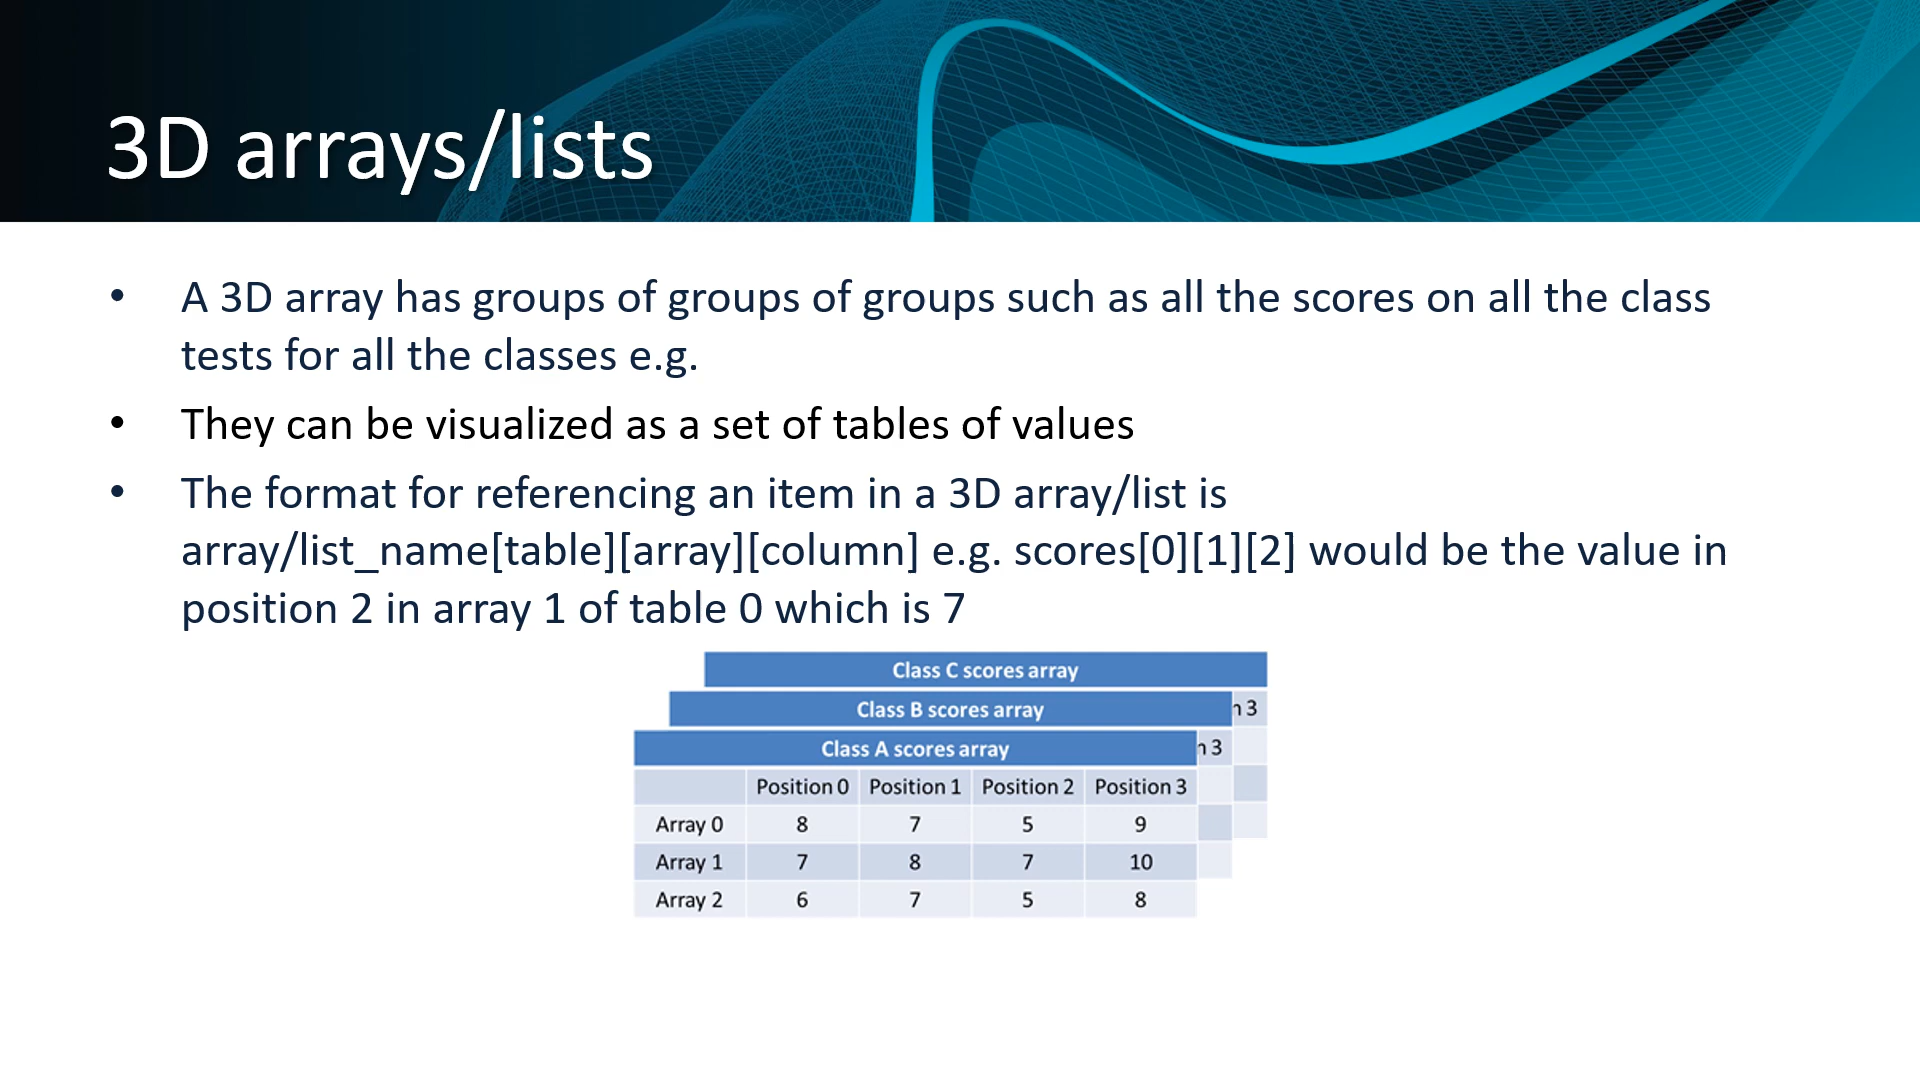 3D arrays/lists
• A 3D array has groups of groups of groups such as all the scores on all the class
tests for all the classes e.g.
• They can be visualized as a set of tables of values
• The format for referencing an item in a 3D array/list is
array/list_name[table][array][column] e.g. scores[0][1][2] would be the value in
position 2 in array 1 of table 0 which is 7
Class C scores array
Class B scores array n 3
Class A scores array n 3
Position 0 Position 1 Position 2 Position 3
Array 0 8 7 5 9
Array 1 7 8 7 10
Array 2 6 7 5 8